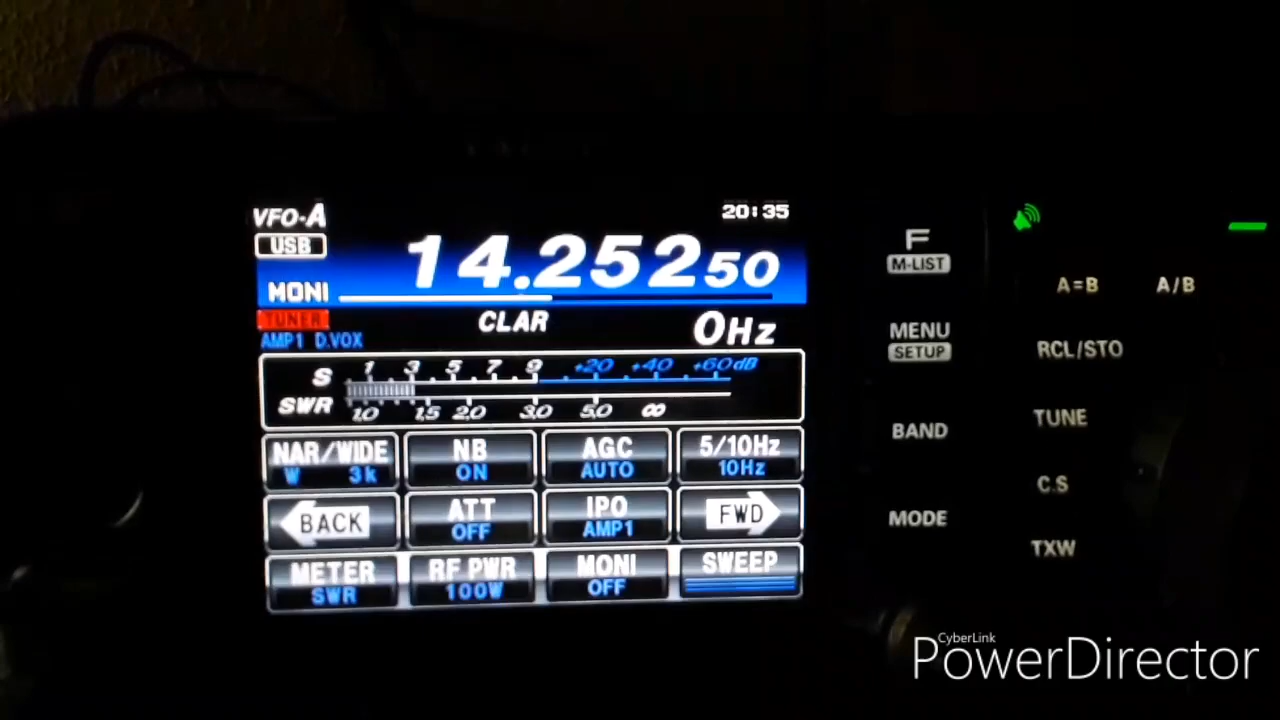 VFO-A 20:35
USB 14.252 50
MONI
TUNER CLAR 0Hz
AMP1 D.VOX
S 1 3 5 7 9 +20 +40 +60dB
SWR 1.0 1.5 2.0 3.0 5.0 ∞
NAR/WIDE NB AGC 5/10Hz
W 3k ON AUTO 10Hz
BACK ATT IPO FWD
OFF AMP1
METER RF PWR MONI SWEEP
SWR 100W OFF
F
M-LIST
MENU
SETUP
BAND
MODE
A=B A/B
RCL/STO
TUNE
C.S
TXW
CyberLink
PowerDirector